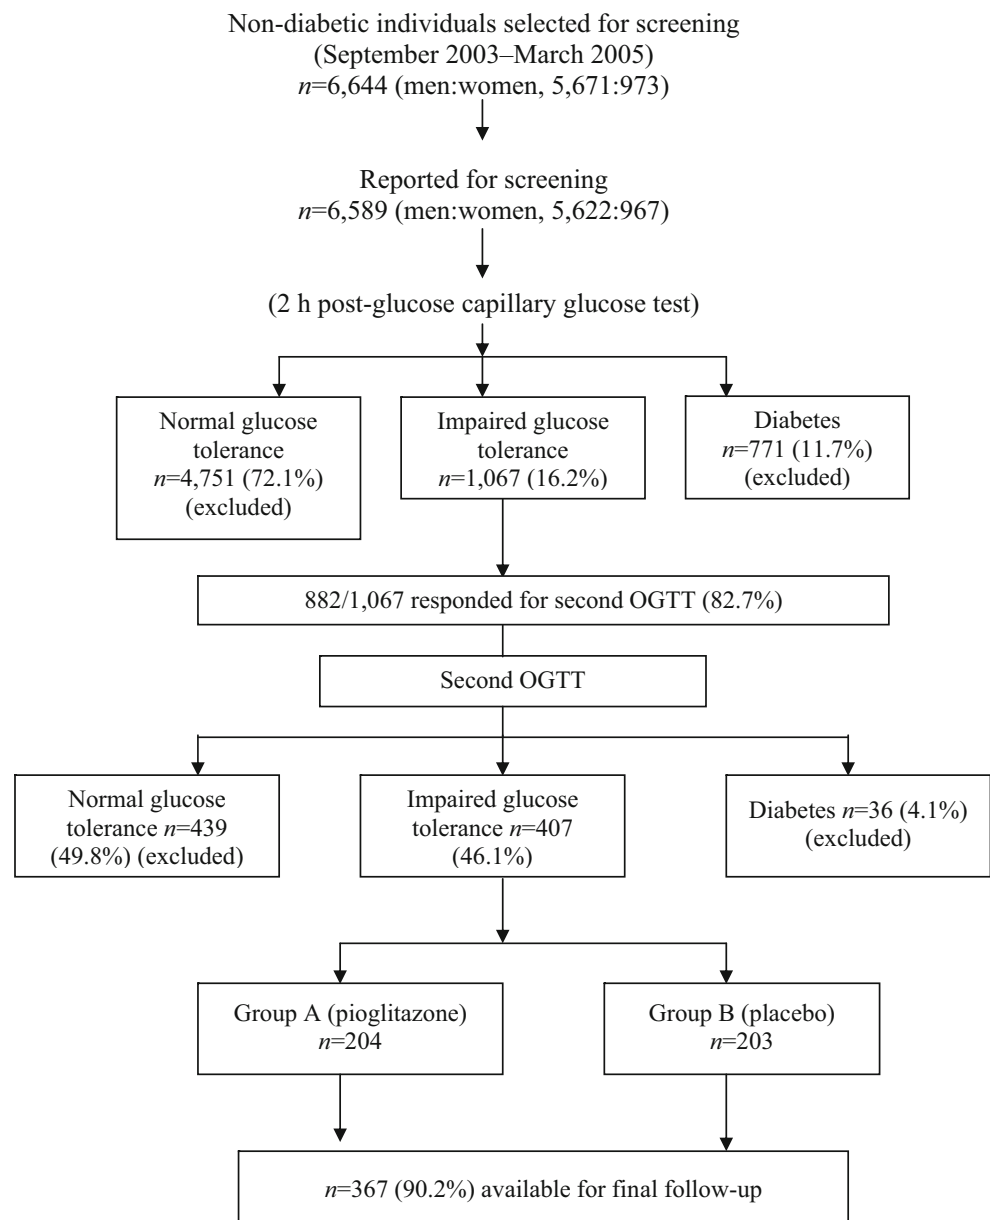 Non-diabetic individuals selected for screening
(September 2003–March 2005)
n=6,644 (men:women, 5,671:973)
Reported for screening
n=6,589 (men:women, 5,622:967)
(2 h post-glucose capillary glucose test)
Normal glucose
tolerance
n=4,751 (72.1%)
(excluded)
Impaired glucose
tolerance
n=1,067 (16.2%)
Diabetes
n=771 (11.7%)
(excluded)
882/1,067 responded for second OGTT (82.7%)
Second OGTT
Normal glucose
tolerance n=439
(49.8%) (excluded)
Impaired glucose
tolerance n=407
(46.1%)
Diabetes n=36 (4.1%)
(excluded)
Group A (pioglitazone)
n=204
Group B (placebo)
n=203
n=367 (90.2%) available for final follow-up